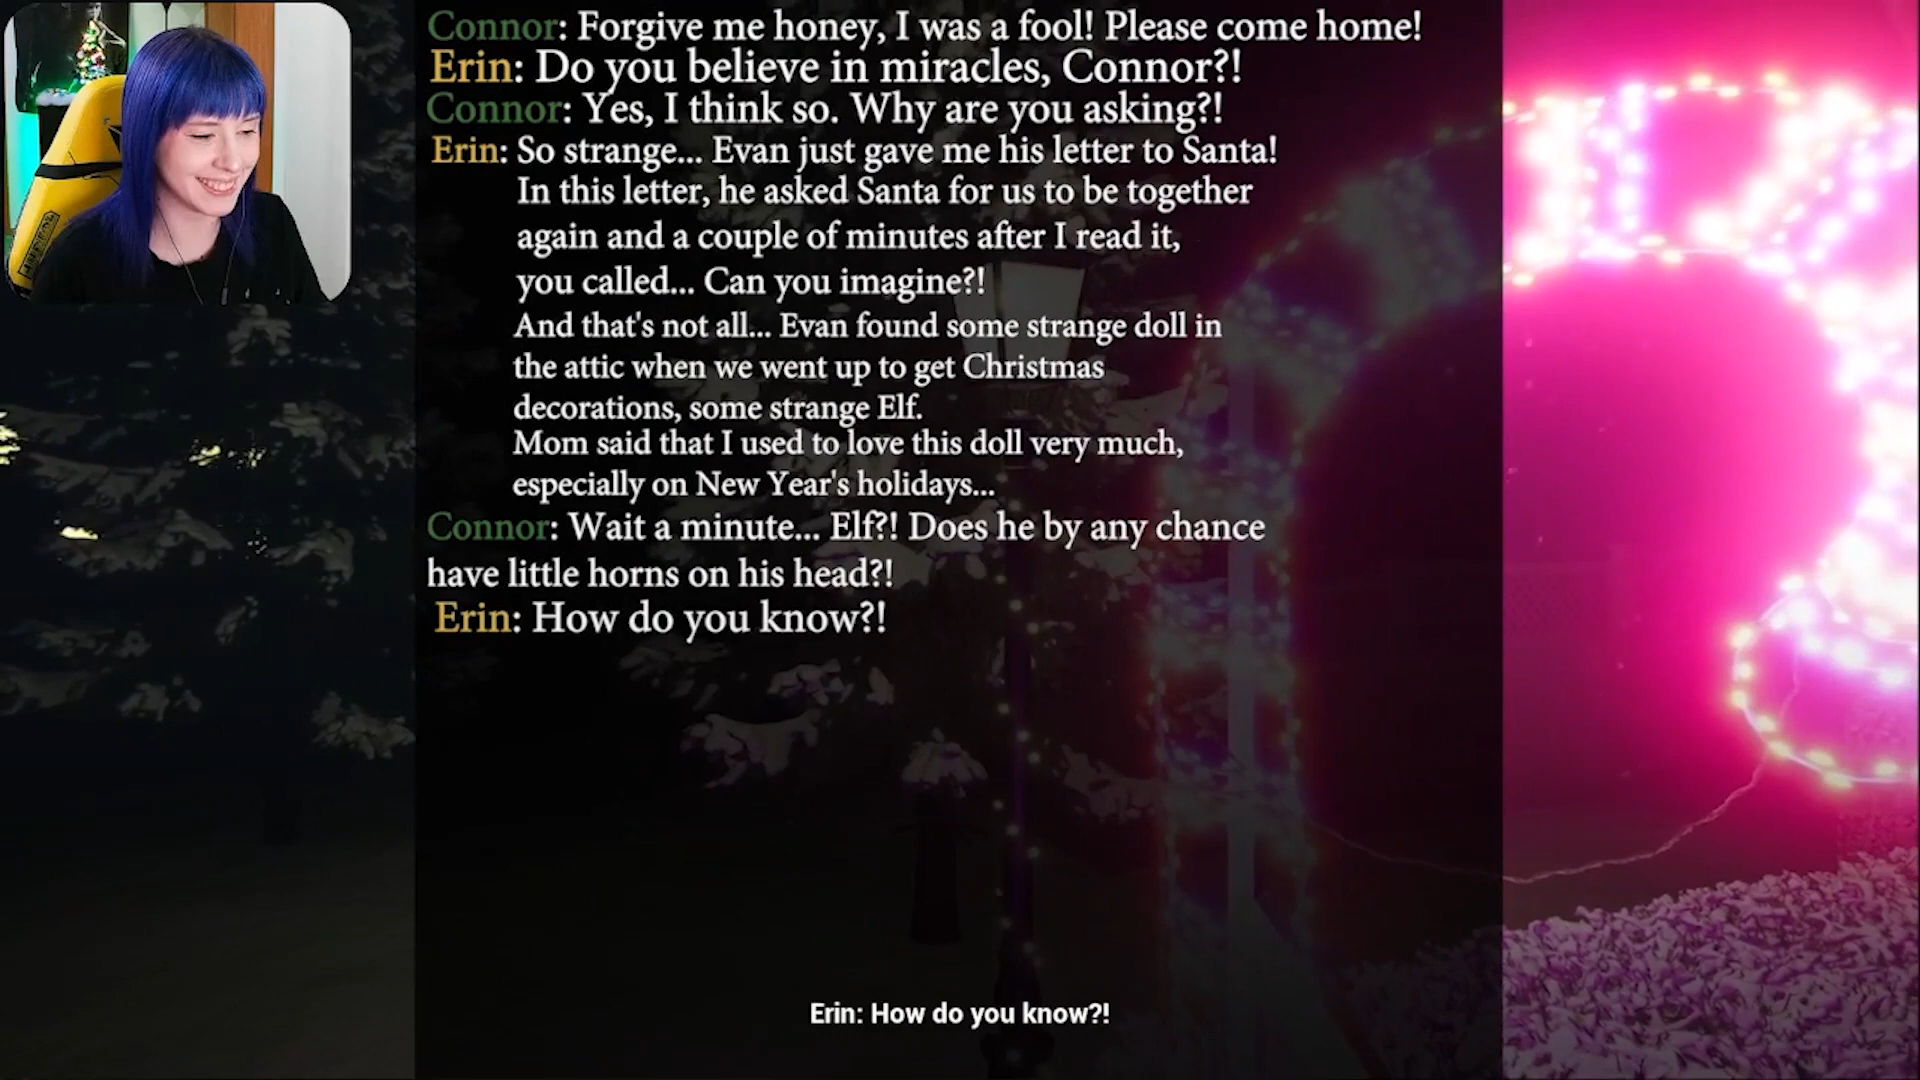 Connor: Forgive me honey, I was a fool! Please come home!
Erin: Do you believe in miracles, Connor?!
Connor: Yes, I think so. Why are you asking?!
Erin: So strange... Evan just gave me his letter to Santa!
In this letter, he asked Santa for us to be together
again and a couple of minutes after I read it,
you called... Can you imagine?!
And that's not all... Evan found some strange doll in
the attic when we went up to get Christmas
decorations, some strange Elf.
Mom said that I used to love this doll very much,
especially on New Year's holidays...
Connor: Wait a minute... Elf?! Does he by any chance
have little horns on his head?!
Erin: How do you know?!
Erin: How do you know?!